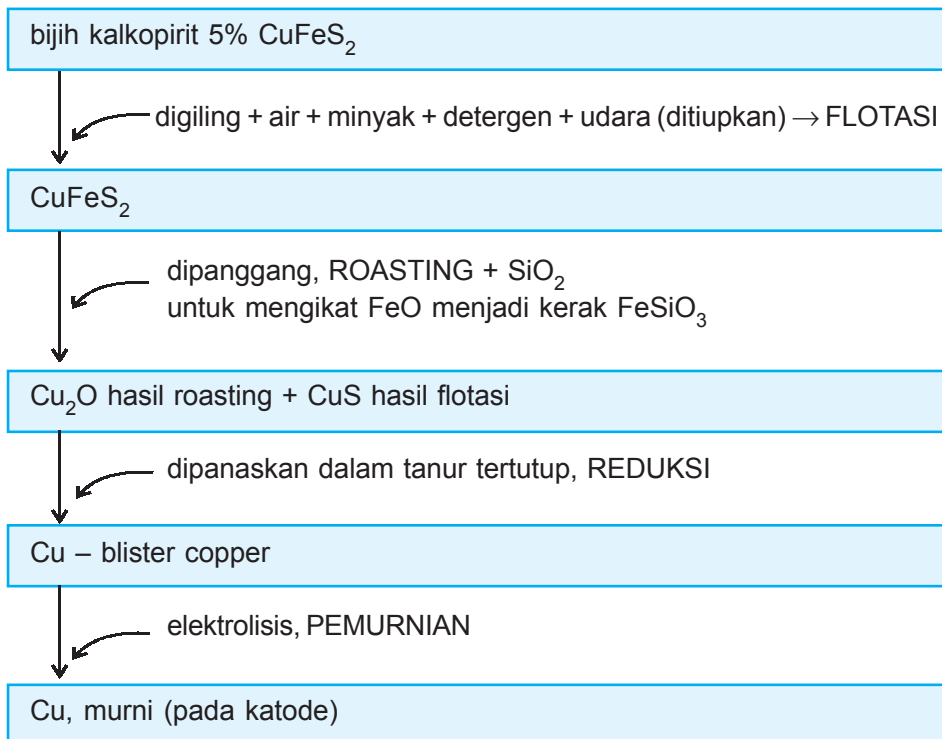 bijih kalkopirit 5% CuFeS₂
digiling + air + minyak + detergen + udara (ditiupkan) → FLOTASI
CuFeS₂
dipanggang, ROASTING + SiO₂
untuk mengikat FeO menjadi kerak FeSiO₃
Cu₂O hasil roasting + CuS hasil flotasi
dipanaskan dalam tanur tertutup, REDUKSI
Cu – blister copper
elektrolisis, PEMURNIAN
Cu, murni (pada katode)